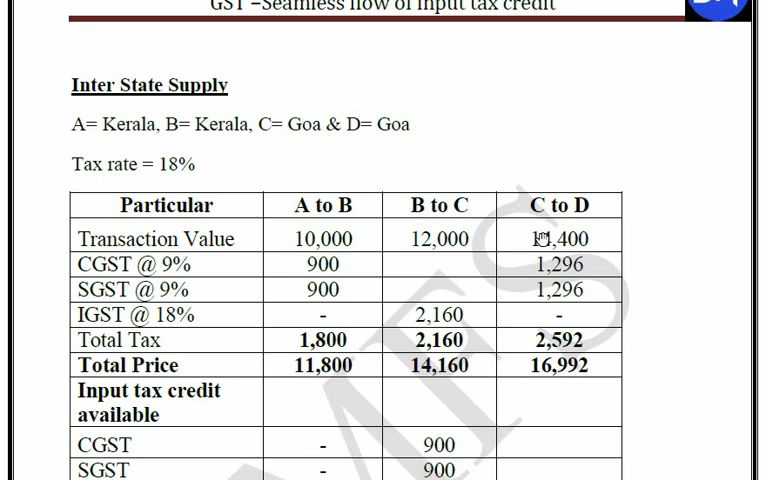 GST –Seamless flow of input tax credit
Inter State Supply
A= Kerala, B= Kerala, C= Goa & D= Goa
Tax rate = 18%
Particular A to B B to C C to D
Transaction Value 10,000 12,000 14,400
CGST @ 9% 900 1,296
SGST @ 9% 900 1,296
IGST @ 18% - 2,160 -
Total Tax 1,800 2,160 2,592
Total Price 11,800 14,160 16,992
Input tax credit
available
CGST - 900
SGST - 900
MFS